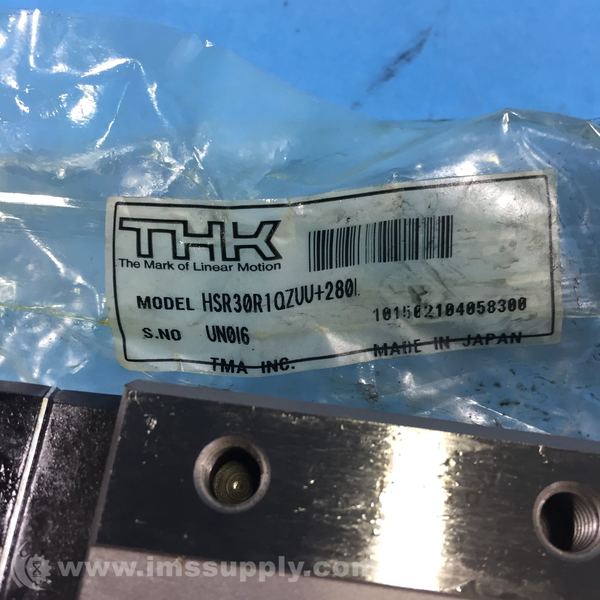 THK
The Mark of Linear Motion
MODEL HSR30R1QZUU+280L
101502104058300
S.NO UN016
MADE IN JAPAN
TMA INC.
www.imssupply.com